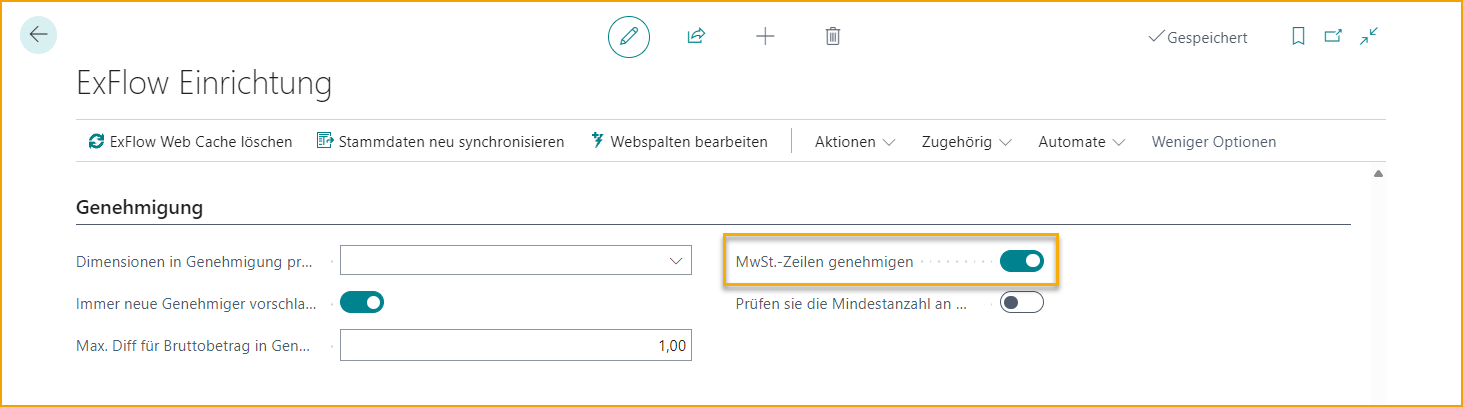 Gespeichert
ExFlow Einrichtung
ExFlow Web Cache löschen Stammdaten neu synchronisieren Webspalten bearbeiten Aktionen Zugehörig Automate Weniger Optionen
Genehmigung
Dimensionen in Genehmigung pr... MwSt.-Zeilen genehmigen
Immer neue Genehmiger vorschla... Prüfen sie die Mindestanzahl an ...
Max. Diff für Bruttobetrag in Gen... 1,00